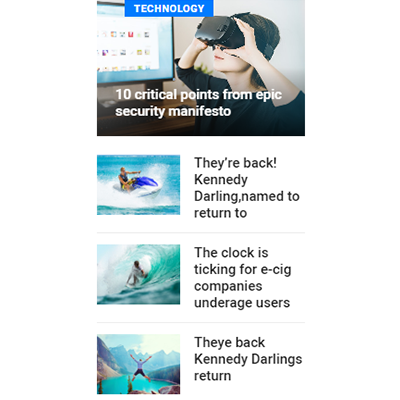 TECHNOLOGY
10 critical points from epic
security manifesto
They're back!
Kennedy
Darling,named to
return to
The clock is
ticking for e-cig
companies
underage users
Theye back
Kennedy Darlings
return